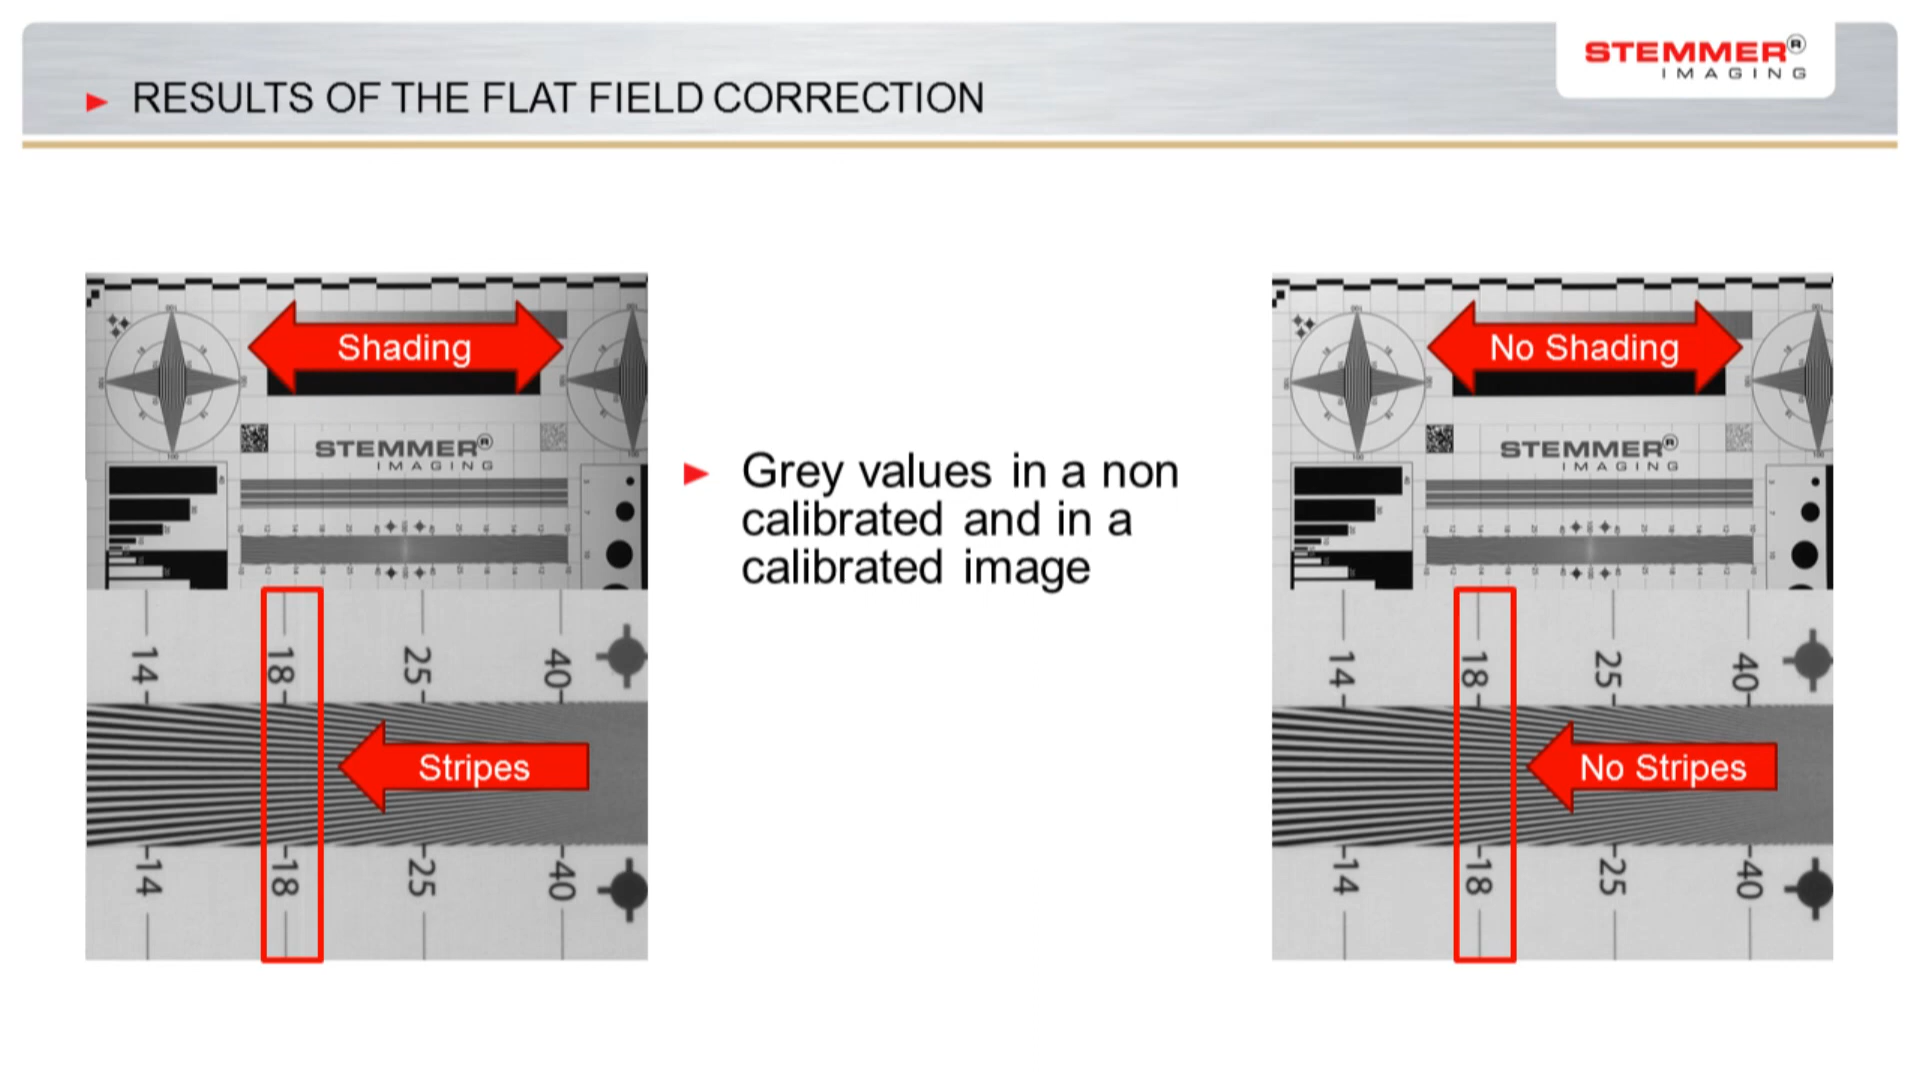 STEMMER®
IMAGING
► RESULTS OF THE FLAT FIELD CORRECTION
Shading
STEMMER®
IMAGING
14
18
25
40
Stripes
14
18
25
40
► Grey values in a non
calibrated and in a
calibrated image
No Shading
STEMMER®
IMAGING
14
18
25
40
No Stripes
14
18
25
40